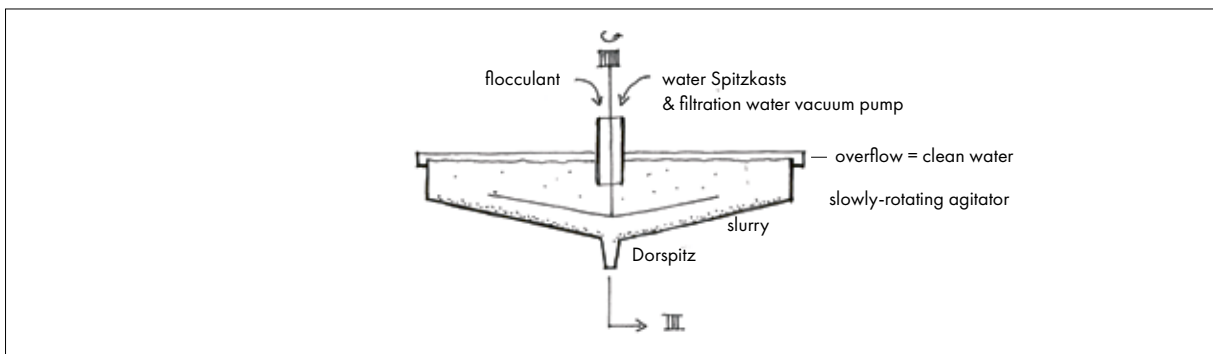 flocculant
water Spitzkasts
& filtration water vacuum pump
overflow = clean water
slowly-rotating agitator
slurry
Dorspitz
III.